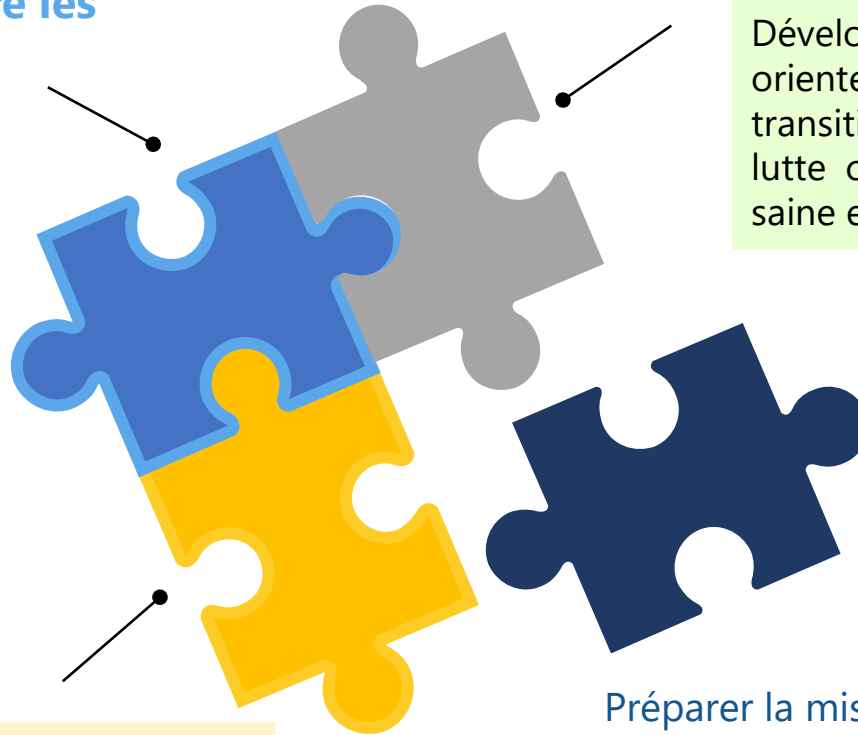 les
Dévelo
oriente
transiti
lutte c
saine e
Préparer la mis